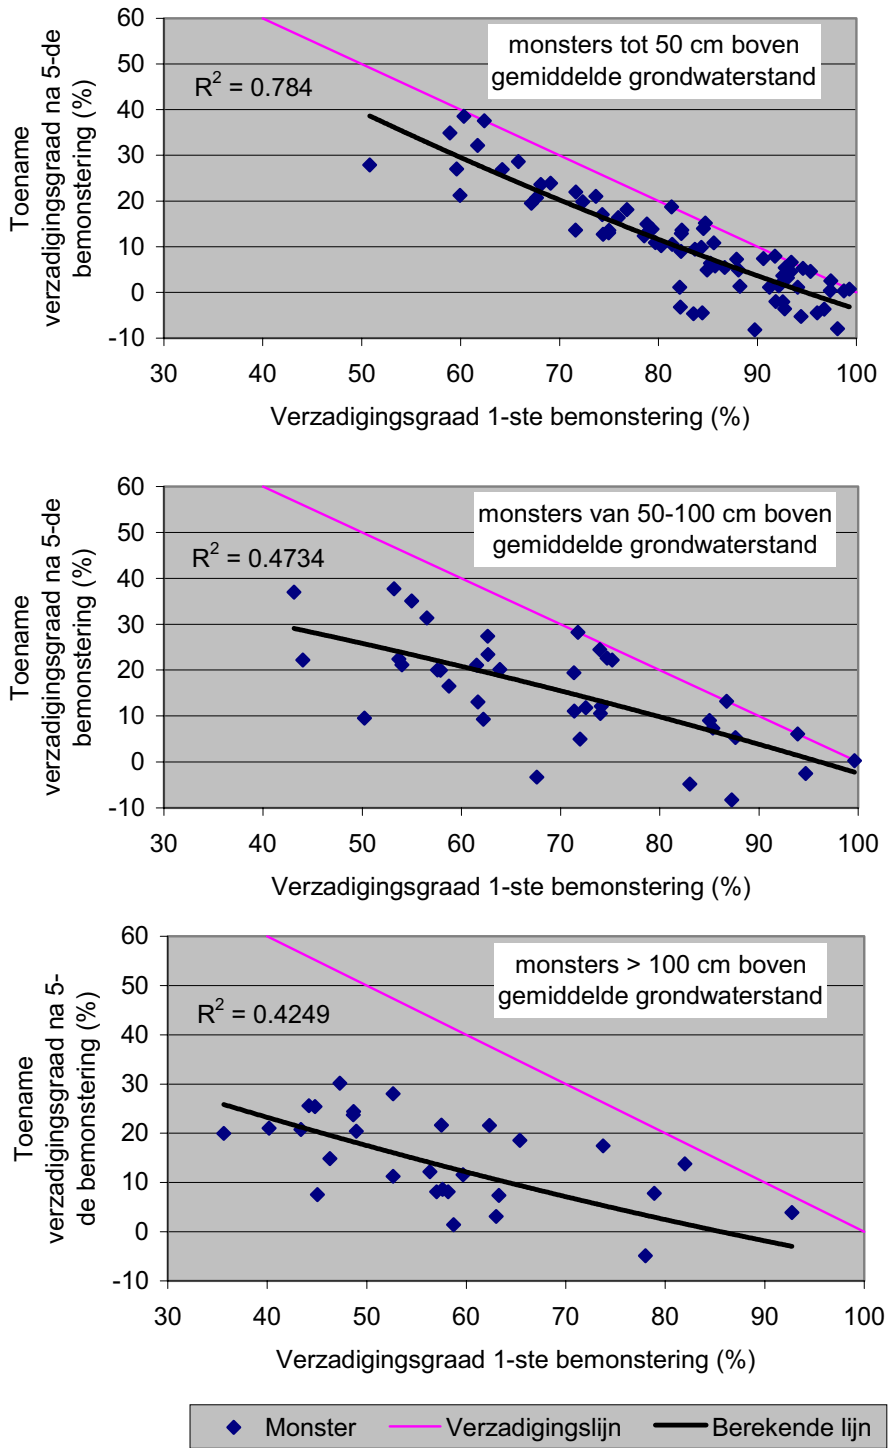 60
50
40
30
20
10
0
-10
30 40 50 60 70 80 90 100
Toename
verzadigingsgraad na 5-de
bemonstering (%)
R² = 0.784
monsters tot 50 cm boven
gemiddelde grondwaterstand
Verzadigingsgraad 1-ste bemonstering (%)
60
50
40
30
20
10
0
-10
30 40 50 60 70 80 90 100
Toename
verzadigingsgraad na 5-de
bemonstering (%)
R² = 0.4734
monsters van 50-100 cm boven
gemiddelde grondwaterstand
Verzadigingsgraad 1-ste bemonstering (%)
60
50
40
30
20
10
0
-10
30 40 50 60 70 80 90 100
Toename
verzadigingsgraad na 5-
de bemonstering (%)
R² = 0.4249
monsters > 100 cm boven
gemiddelde grondwaterstand
Verzadigingsgraad 1-ste bemonstering (%)
Monster Verzadigingslijn Berekende lijn